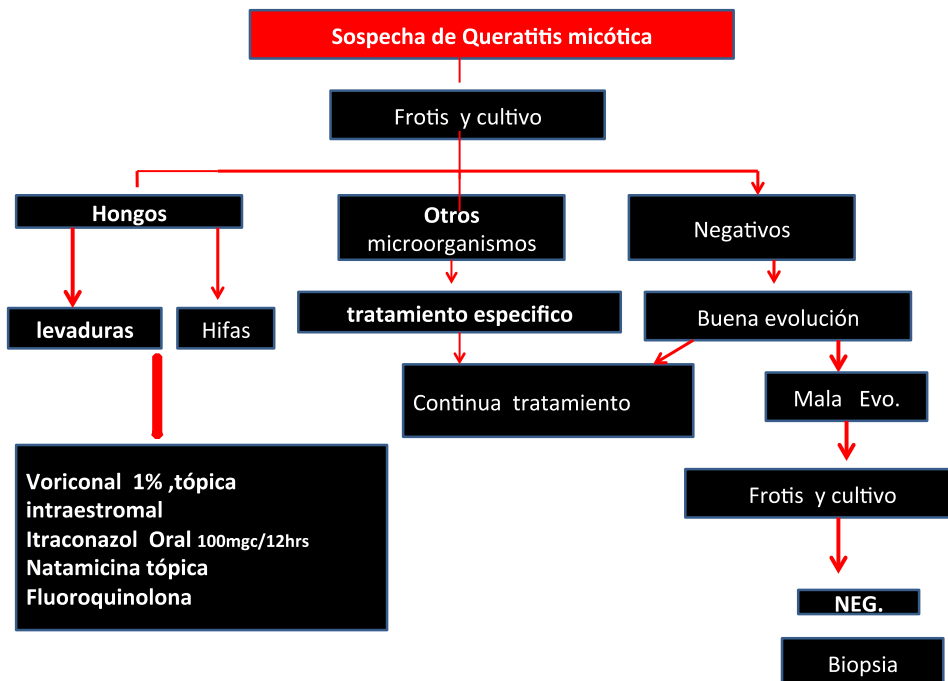 Sospecha de Queratitis micótica
Frotis y cultivo
Hongos
Otros
microorganismos
Negativos
levaduras
Hifas
tratamiento especifico
Buena evolución
Continua tratamiento
Mala Evo.
Voriconal 1% ,tópica
intraestromal
Itraconazol Oral 100mgc/12hrs
Natamicina tópica
Fluoroquinolona
Frotis y cultivo
NEG.
Biopsia